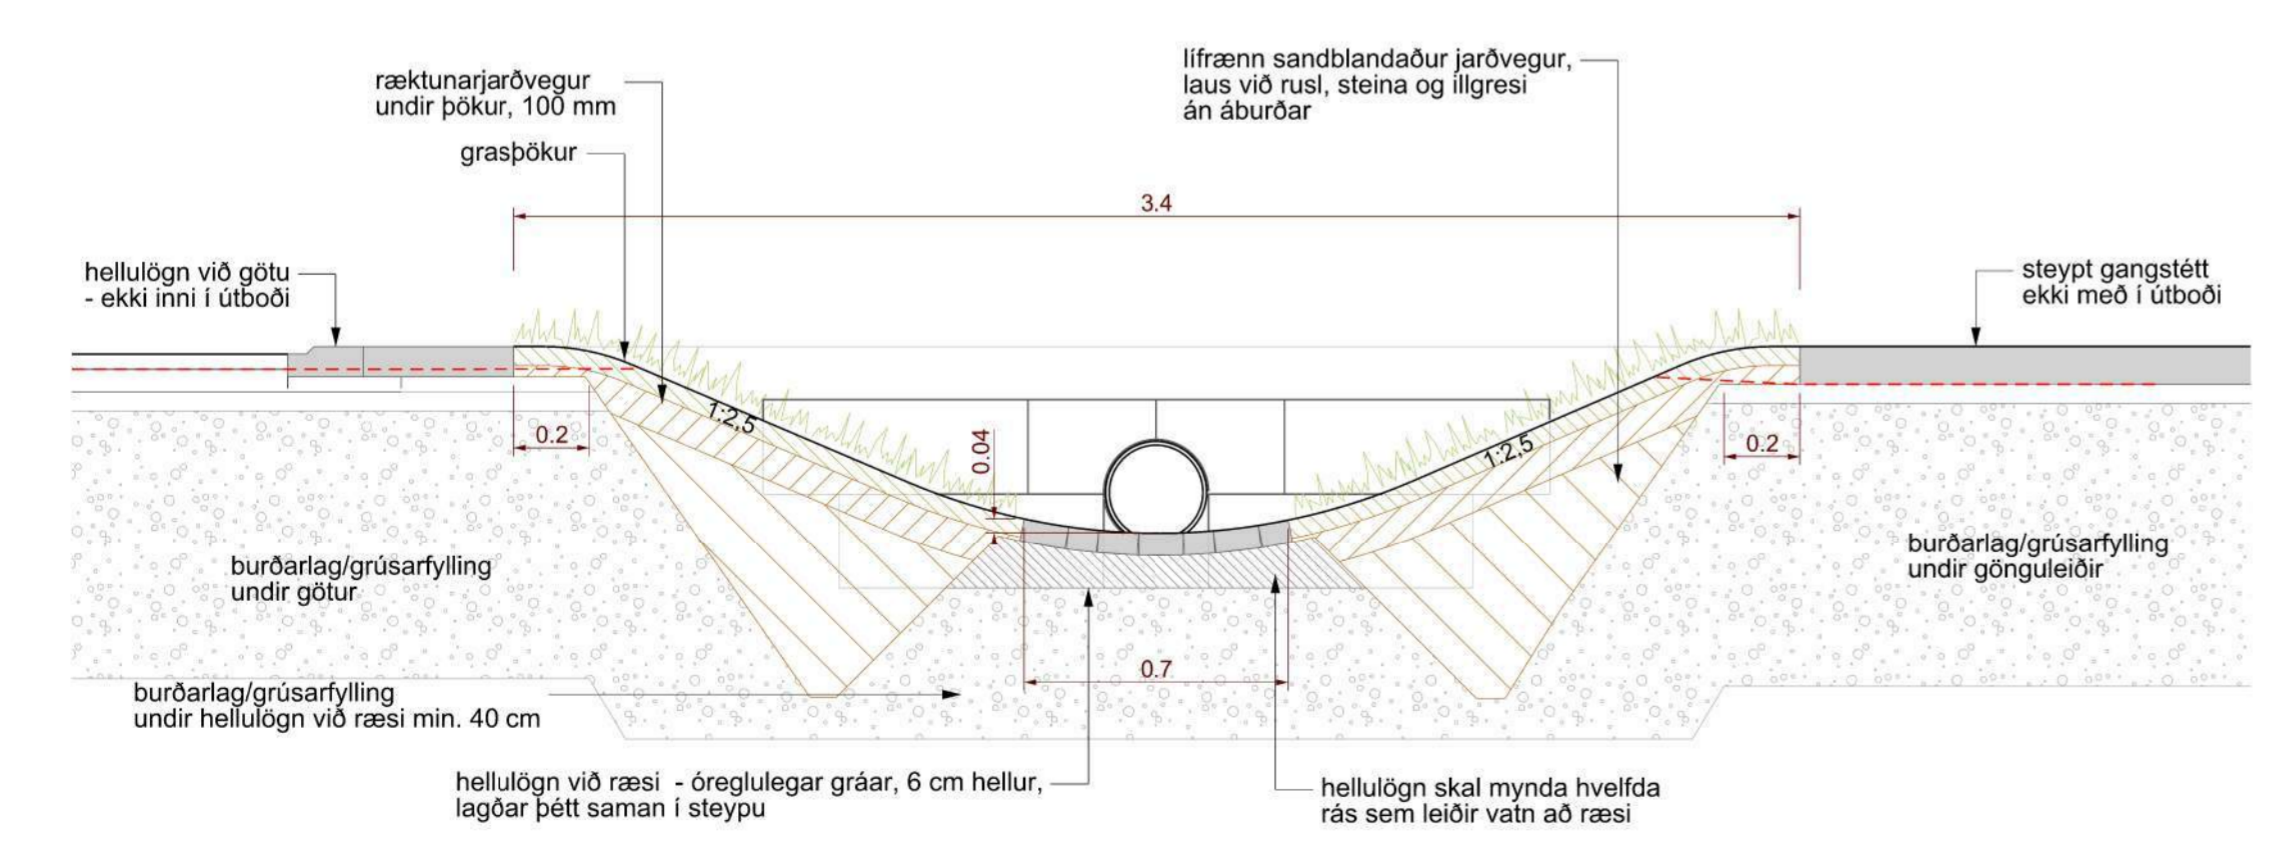 lífrænn sandblandaður jarðvegur,
laus við rusl, steina og illgresi
án áburðar
ræktunarjarðvegur
undir þökur, 100 mm
grasþökur
3.4
hellulögn við götu
- ekki inni í útboði
steypt gangstétt
ekki með í útboði
1:2,5
1:2,5
0.2
0.04
0.2
burðarlag/grúsarfylling
undir götur
burðarlag/grúsarfylling
undir gönguleiðir
0.7
burðarlag/grúsarfylling
undir hellulögn við ræsi min. 40 cm
hellulögn við ræsi - óreglulegar gráar, 6 cm hellur,
lagðar þétt saman í steypu
hellulögn skal mynda hvelfda
rás sem leiðir vatn að ræsi